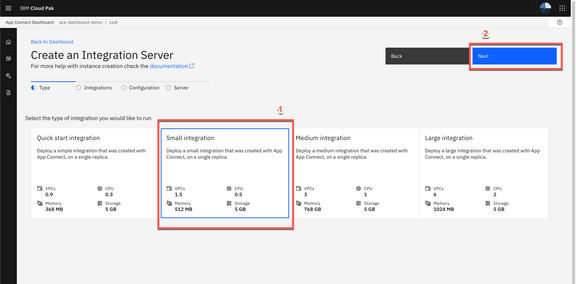 IBM Cloud Pak
App Connect Dashboard | ace-dashboard-demo | cp4i
Back to Dashboard
Create an Integration Server
For more help with instance creation check the documentation
Back
2
Next
Type
Integrations
Configuration
Server
Select the type of integration you would like to run
1
Quick start integration
Deploy a simple integration that was created with
App Connect, on a single replica.
VPCs
0.9
CPU
0.3
Memory
368 MB
Storage
5 GB
Small integration
Deploy a small integration that was created with App
Connect, on a single replica.
VPCs
1.5
CPU
0.5
Memory
512 MB
Storage
5 GB
Medium integration
Deploy a medium integration that was created with
App Connect, on a single replica.
VPCs
3
CPU
1
Memory
768 GB
Storage
5 GB
Large integration
Deploy a large integration that was created with App
Connect, on a single replica.
VPCs
6
CPU
2
Memory
1024 MB
Storage
5 GB